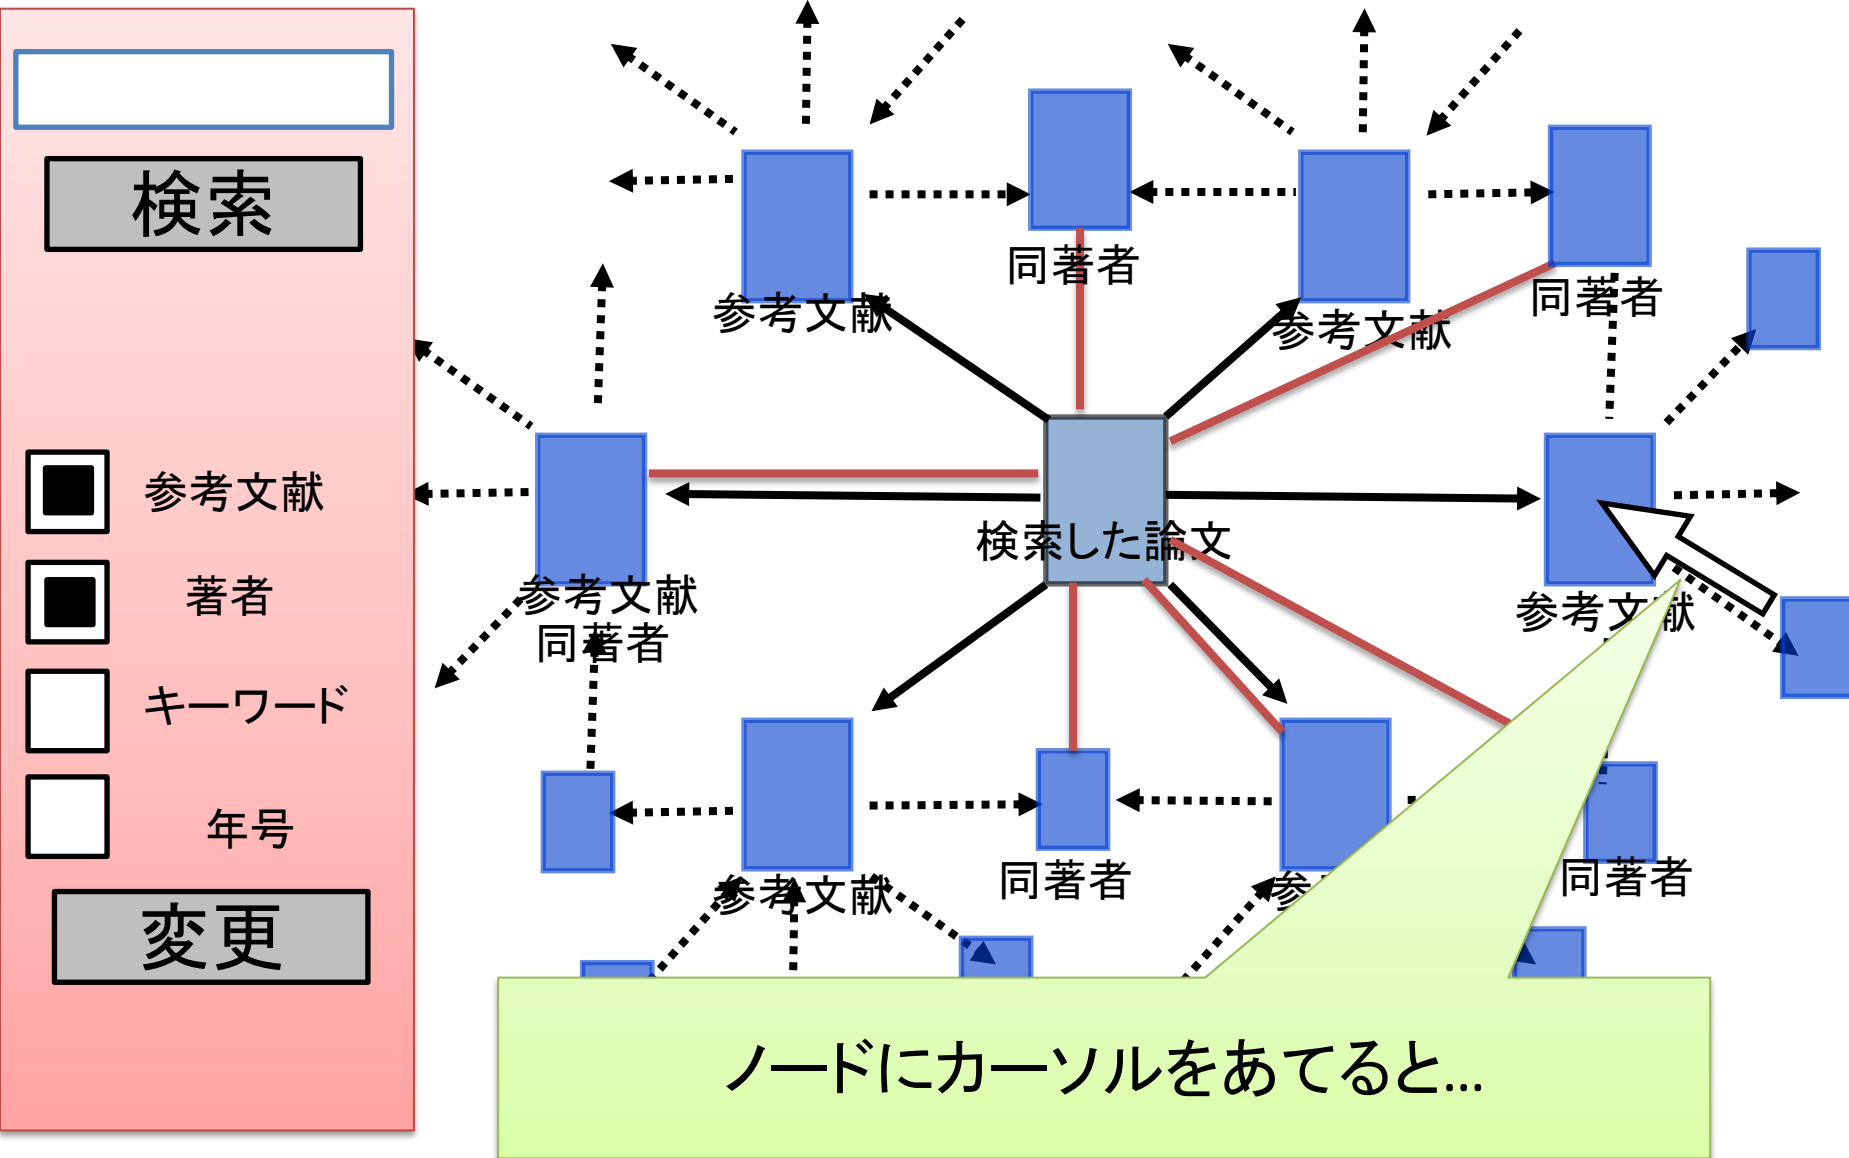 検索
参考文献
著者
キーワード
年号
変更
同著者
参考文献
同著者
参考文献
検索した論文
参考文献
同著者
参考文献
参考文献
同著者
参
同著者
ノードにカーソルをあてると...